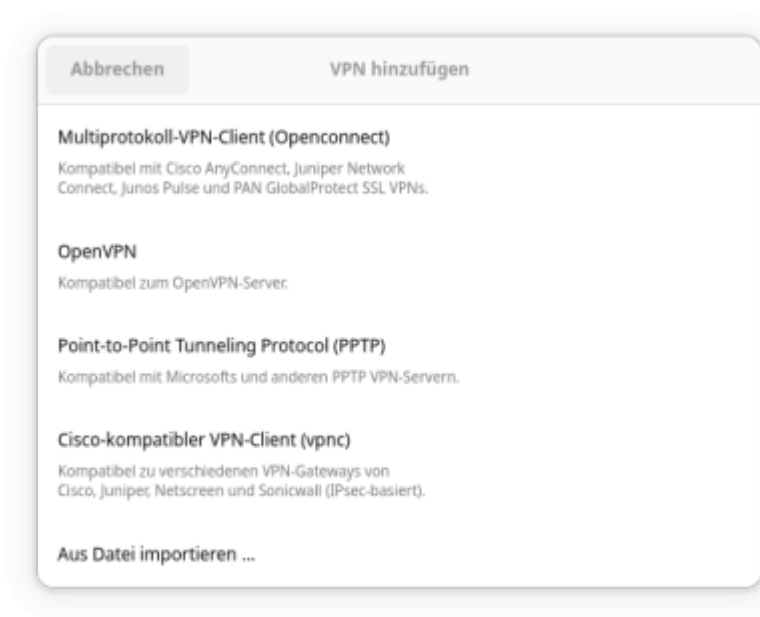 Abbrechen
VPN hinzufügen
Multiprotokoll-VPN-Client (Openconnect)
Kompatibel mit Cisco AnyConnect, Juniper Network
Connect, Junos Pulse und PAN GlobalProtect SSL VPNs.
OpenVPN
Kompatibel zum OpenVPN-Server.
Point-to-Point Tunneling Protocol (PPTP)
Kompatibel mit Microsofts und anderen PPTP VPN-Servern.
Cisco-kompatibler VPN-Client (vpnc)
Kompatibel zu verschiedenen VPN-Gateways von
Cisco, Juniper, Netscreen und Sonicwall (IPsec-basiert).
Aus Datei importieren ...